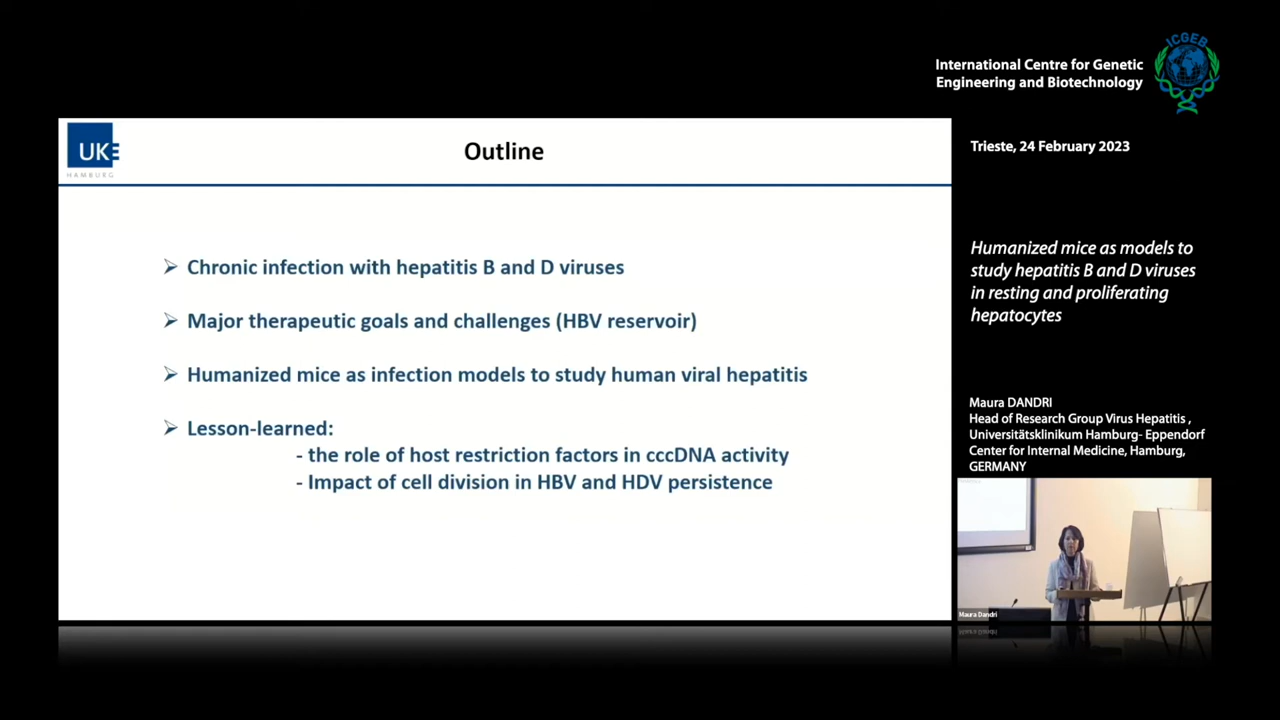 International Centre for Genetic
Engineering and Biotechnology
ICGEB
Trieste, 24 February 2023
UKE
HAMBURG
Outline
➢ Chronic infection with hepatitis B and D viruses
➢ Major therapeutic goals and challenges (HBV reservoir)
➢ Humanized mice as infection models to study human viral hepatitis
➢ Lesson-learned:
- the role of host restriction factors in cccDNA activity
- Impact of cell division in HBV and HDV persistence
Humanized mice as models to
study hepatitis B and D viruses
in resting and proliferating
hepatocytes
Maura DANDRI
Head of Research Group Virus Hepatitis ,
Universitätsklinikum Hamburg- Eppendorf
Center for Internal Medicine, Hamburg,
GERMANY
Maura Dandri